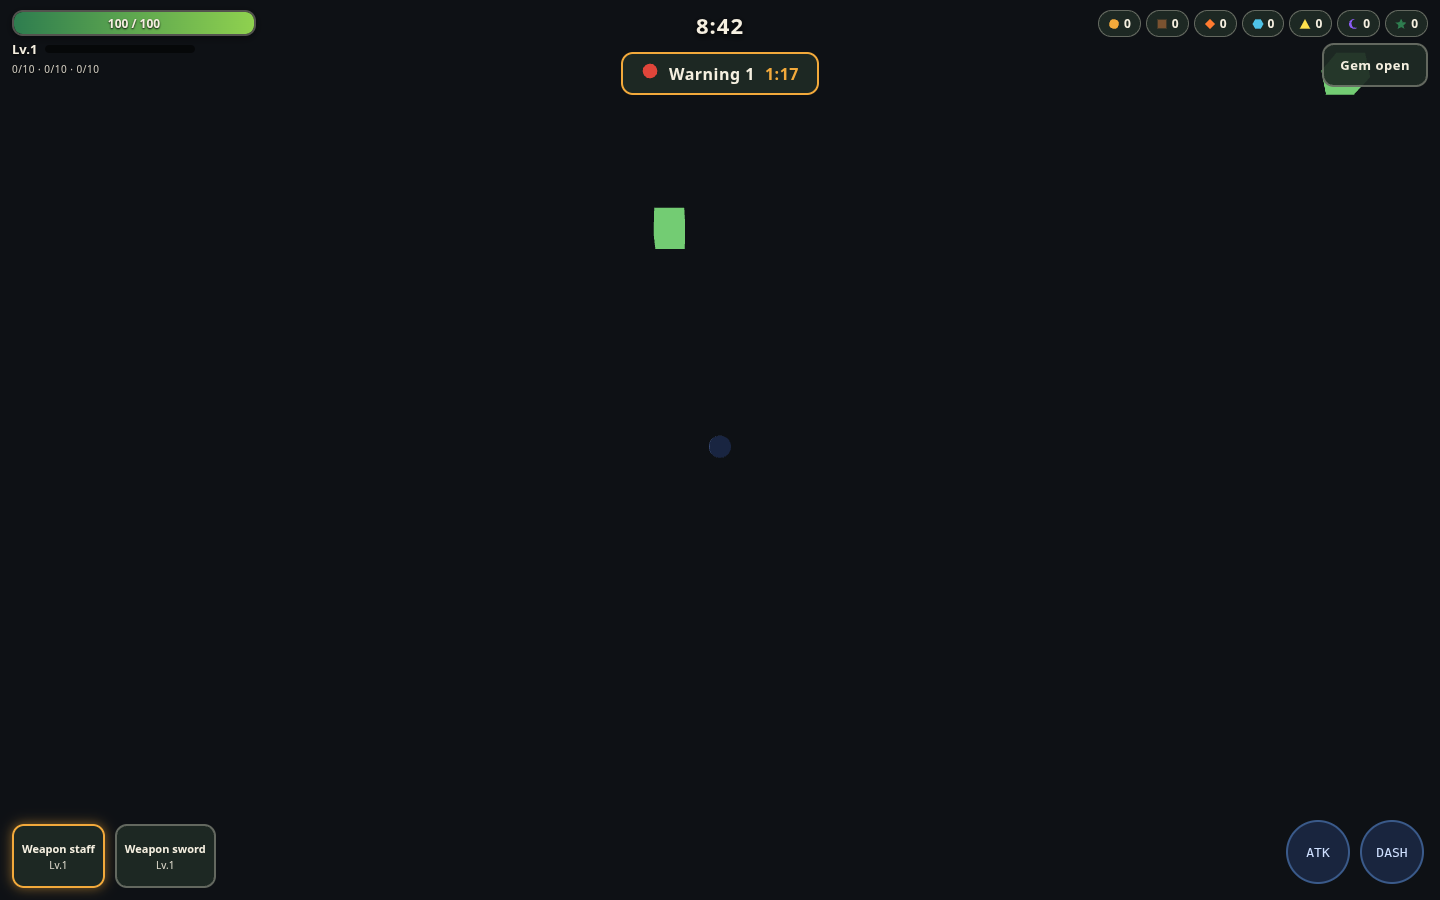 100 / 100
Lv.1
0/10 · 0/10 · 0/10
8:42
Warning 1 1:17
0 0 0 0 0 0 0
Gem open
Weapon staff
Lv.1
Weapon sword
Lv.1
ATK
DASH